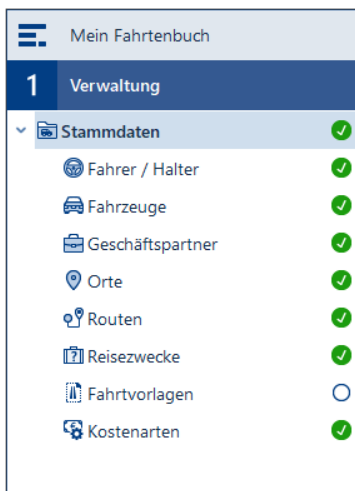 Mein Fahrtenbuch
1 Verwaltung
Stammdaten
Fahrer / Halter
Fahrzeuge
Geschäftspartner
Orte
Routen
Reisezwecke
Fahrtvorlagen
Kostenarten